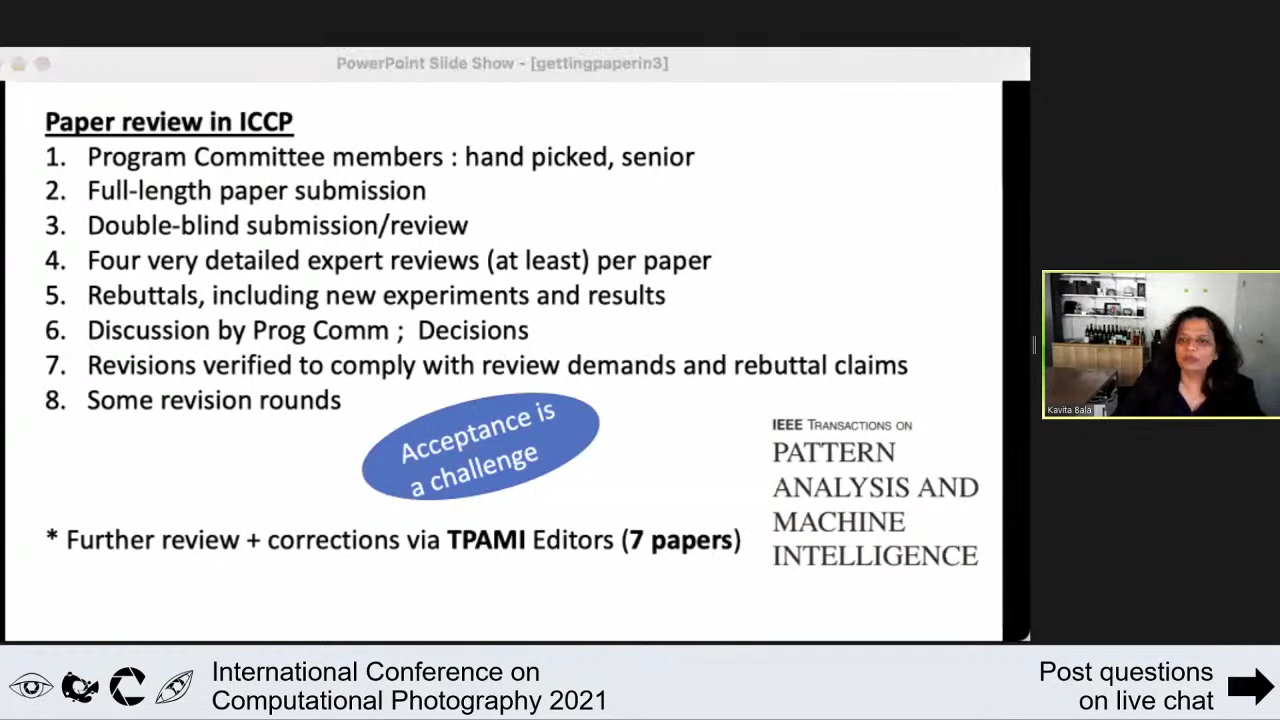 PowerPoint Slide Show - [gettingpaperin3]
Paper review in ICCP
1. Program Committee members : hand picked, senior
2. Full-length paper submission
3. Double-blind submission/review
4. Four very detailed expert reviews (at least) per paper
5. Rebuttals, including new experiments and results
6. Discussion by Prog Comm ; Decisions
7. Revisions verified to comply with review demands and rebuttal claims
8. Some revision rounds
Acceptance is
a challenge
IEEE TRANSACTIONS ON
PATTERN
ANALYSIS AND
MACHINE
INTELLIGENCE
* Further review + corrections via TPAMI Editors (7 papers)
Kavita Bala
International Conference on
Computational Photography 2021
Post questions
on live chat